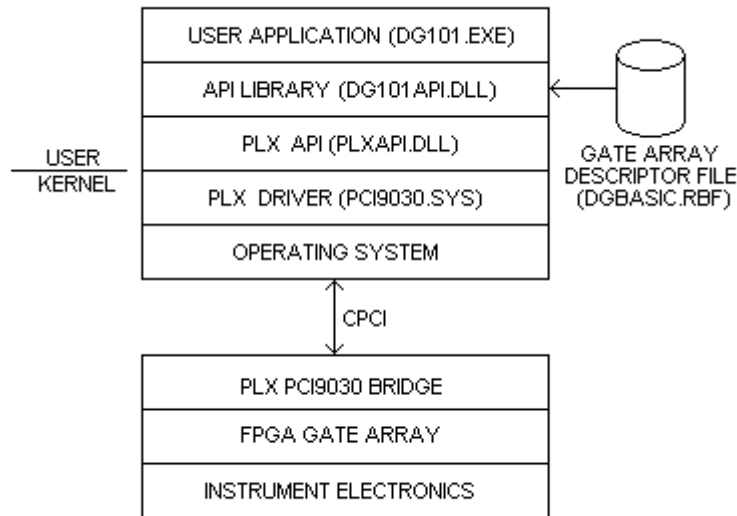 USER APPLICATION (DG101.EXE)
API LIBRARY (DG101API.DLL)
PLX API (PLXAPI.DLL)
USER
KERNEL
PLX DRIVER (PCI9030.SYS)
OPERATING SYSTEM
GATE ARRAY
DESCRIPTOR FILE
(DGBASIC.RBF)
CPCI
PLX PCI9030 BRIDGE
FPGA GATE ARRAY
INSTRUMENT ELECTRONICS